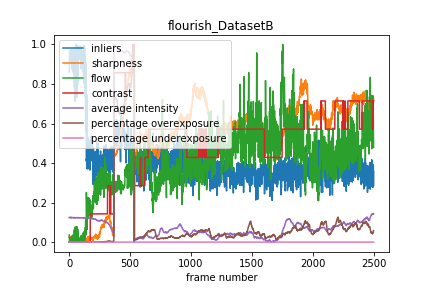 flourish_DatasetB
1.0
0.8
0.6
0.4
0.2
0.0
inliers
sharpness
flow
contrast
average intensity
percentage overexposure
percentage underexposure
0 500 1000 1500 2000 2500
frame number